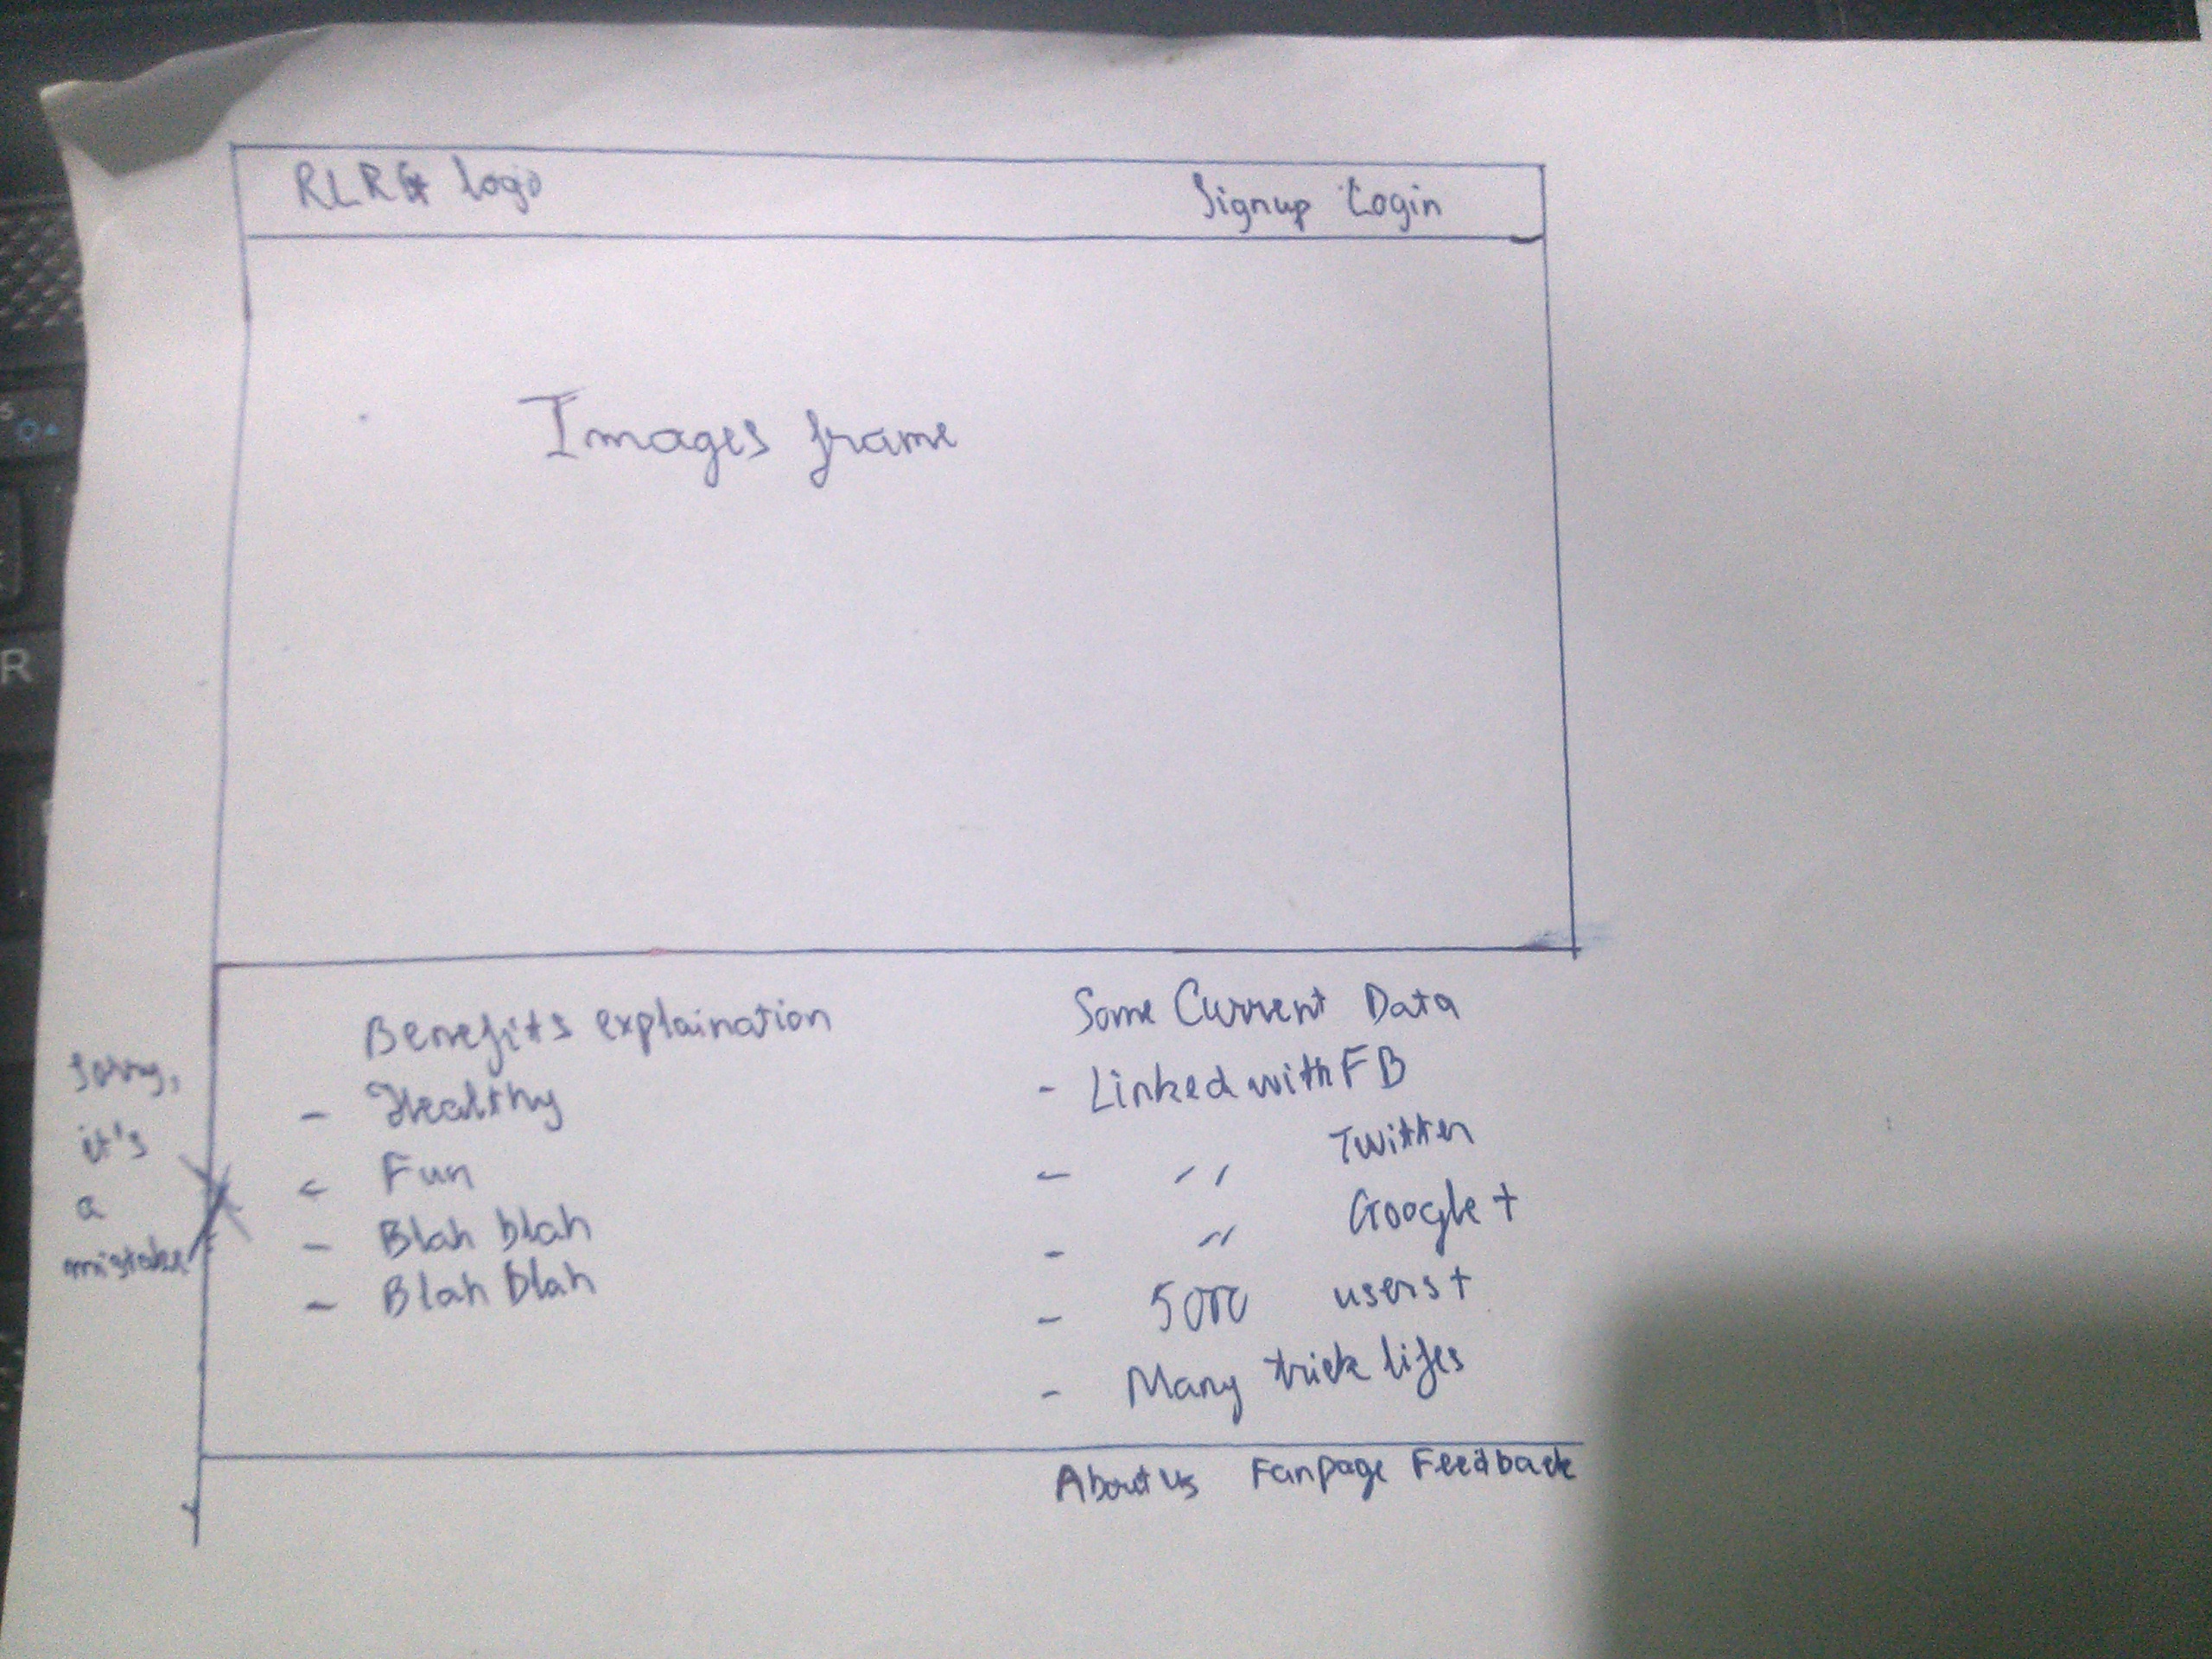 RLRG logo
Signup Login
Images frame
Benefits explaination
- Healthy
- Fun
- Blah blah
- Blah blah
Some Current Data
- Linked with FB
- " Twitter
- " Google +
- 5000 users +
- Many trick lifes
Sorry,
it's
a
mistake
About us Fanpage Feedback
S
R